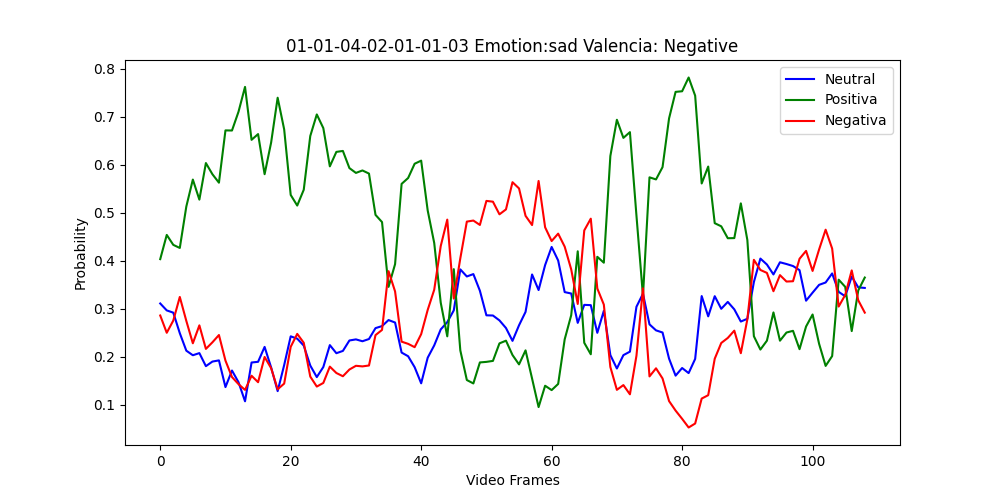 01-01-04-02-01-01-03 Emotion:sad Valencia: Negative
Neutral
Positiva
Negativa
Probability
0.8
0.7
0.6
0.5
0.4
0.3
0.2
0.1
0 20 40 60 80 100
Video Frames